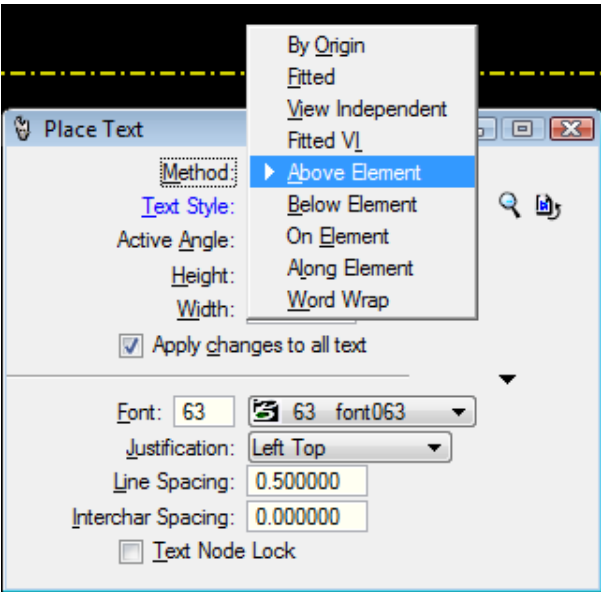 By Origin
Fitted
View Independent
Fitted VI
Above Element
Below Element
On Element
Along Element
Word Wrap
Place Text
Method:
Text Style:
Active Angle:
Height:
Width:
Apply changes to all text
Font: 63 63 font063
Justification: Left Top
Line Spacing: 0.500000
Interchar Spacing: 0.000000
Text Node Lock